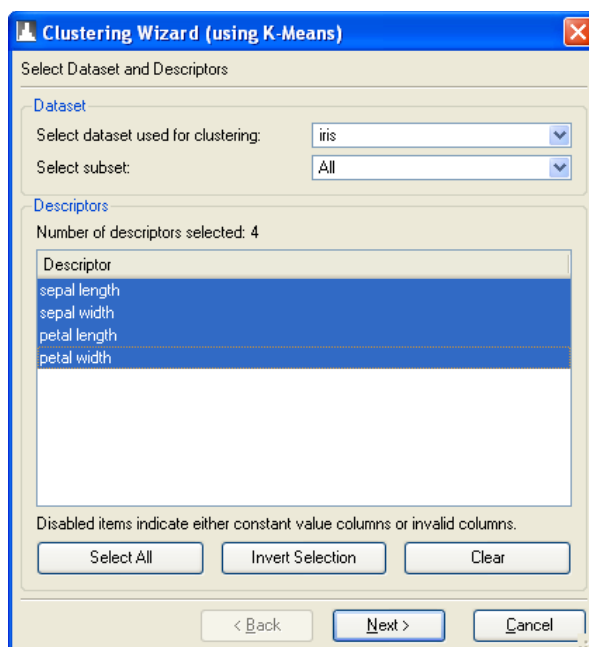 Clustering Wizard (using K-Means)
Select Dataset and Descriptors
Dataset
Select dataset used for clustering: iris
Select subset: All
Descriptors
Number of descriptors selected: 4
Descriptor
sepal length
sepal width
petal length
petal width
Disabled items indicate either constant value columns or invalid columns.
Select All Invert Selection Clear
< Back Next > Cancel